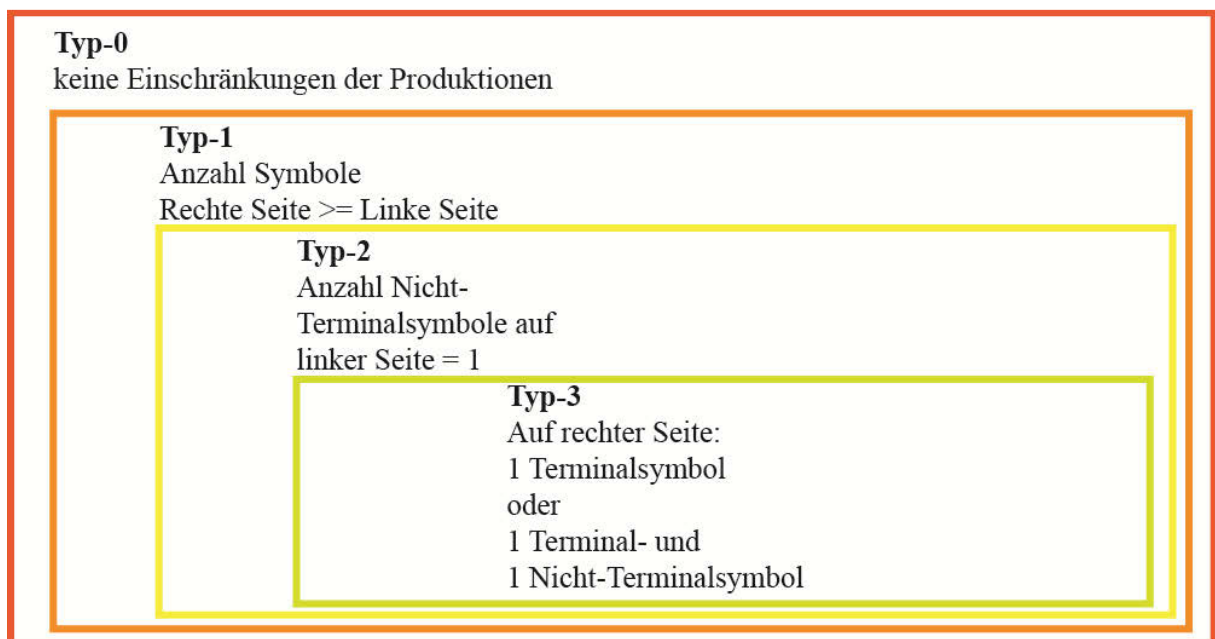 Typ-0
keine Einschränkungen der Produktionen
Typ-1
Anzahl Symbole
Rechte Seite >= Linke Seite
Typ-2
Anzahl Nicht-
Terminalsymbole auf
linker Seite = 1
Typ-3
Auf rechter Seite:
1 Terminalsymbol
oder
1 Terminal- und
1 Nicht-Terminalsymbol